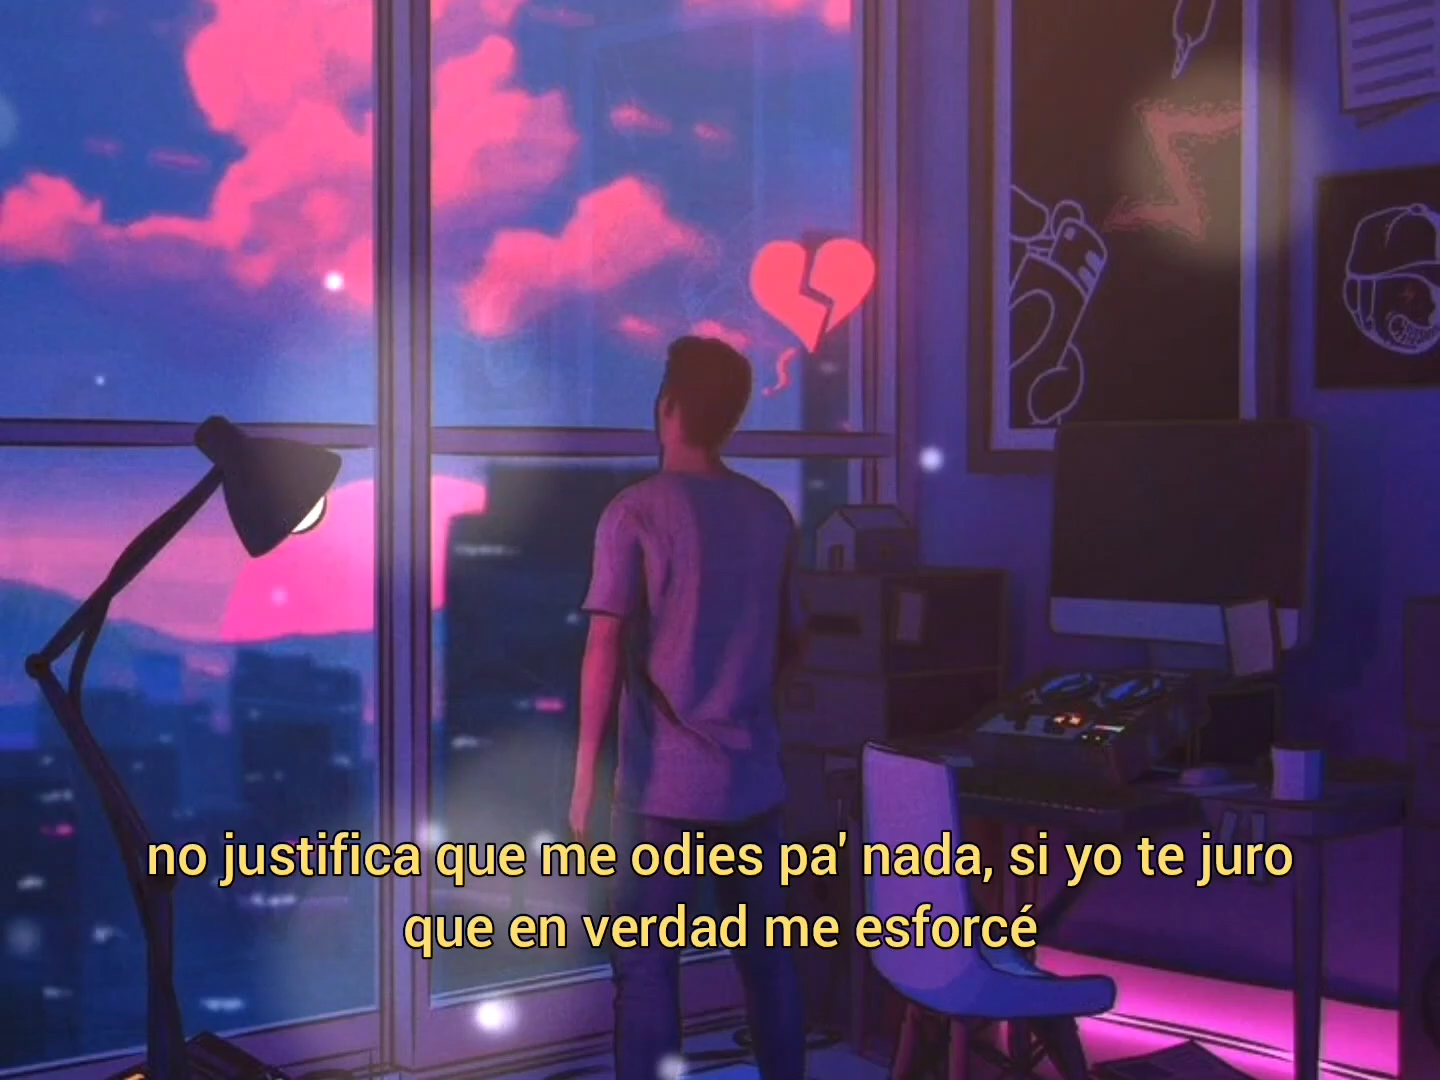 no justifica que me odies pa' nada, si yo te juro
que en verdad me esforcé